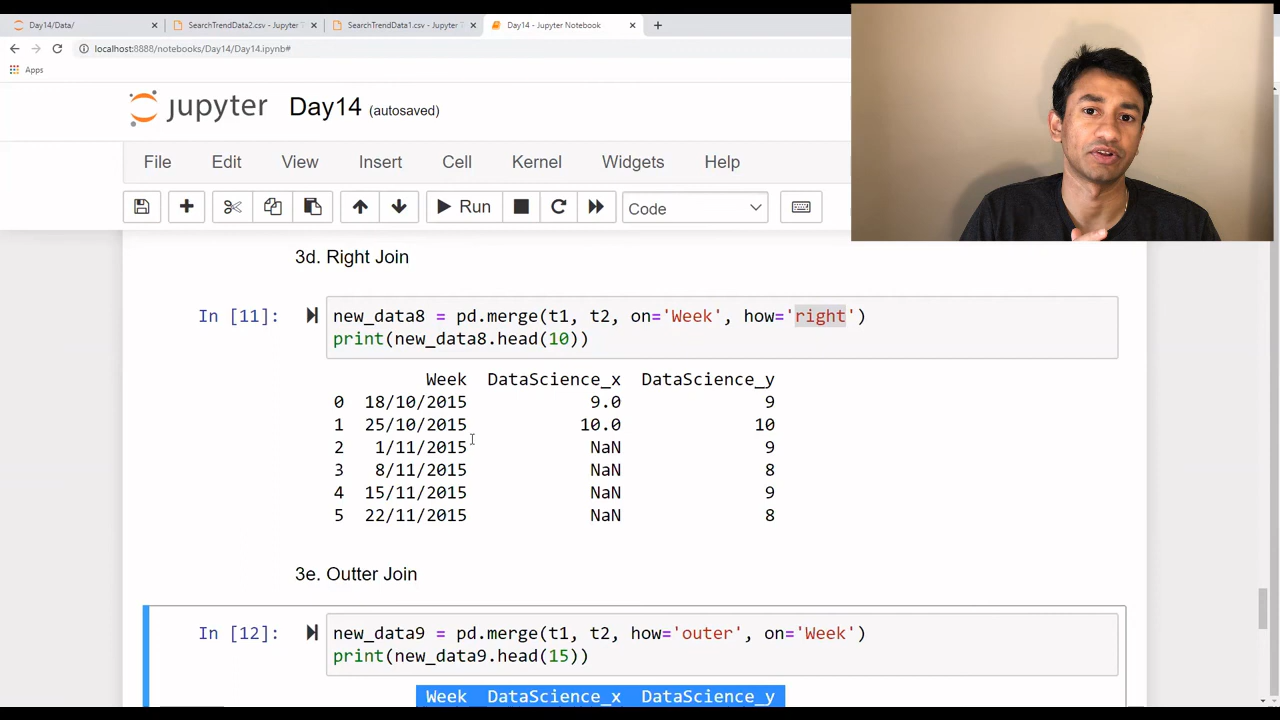 Day14/Data/
SearchTrendData2.csv - Jupyter
SearchTrendData1.csv - Jupyter
Day14 - Jupyter Notebook
localhost:8888/notebooks/Day14/Day14.ipynb#
Apps
jupyter Day14 (autosaved)
File Edit View Insert Cell Kernel Widgets Help
Run Code
3d. Right Join
In [11]: new_data8 = pd.merge(t1, t2, on='Week', how='right')
print(new_data8.head(10))
Week DataScience_x DataScience_y
0 18/10/2015 9.0 9
1 25/10/2015 10.0 10
2 1/11/2015 NaN 9
3 8/11/2015 NaN 8
4 15/11/2015 NaN 9
5 22/11/2015 NaN 8
3e. Outter Join
In [12]: new_data9 = pd.merge(t1, t2, how='outer', on='Week')
print(new_data9.head(15))
Week DataScience_x DataScience_y